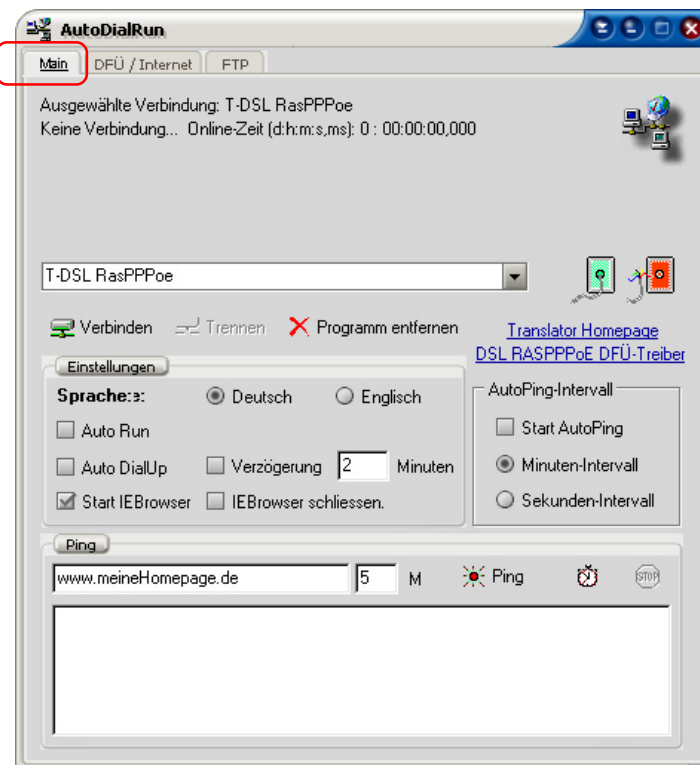 AutoDialRun
Main DFÜ / Internet FTP
Ausgewählte Verbindung: T-DSL RasPPPoe
Keine Verbindung... Online-Zeit (d:h:m:s,ms): 0 : 00:00:00,000
T-DSL RasPPPoe
Verbinden Trennen Programm entfernen
Translator Homepage
DSL RASPPPoE DFÜ-Treiber
Einstellungen
Sprache:
Deutsch Englisch
Auto Run
Auto DialUp Verzögerung 2 Minuten
Start IEBrowser IEBrowser schliessen.
AutoPing-Intervall
Start AutoPing
Minuten-Intervall
Sekunden-Intervall
Ping
www.meineHomepage.de 5 M Ping STOP